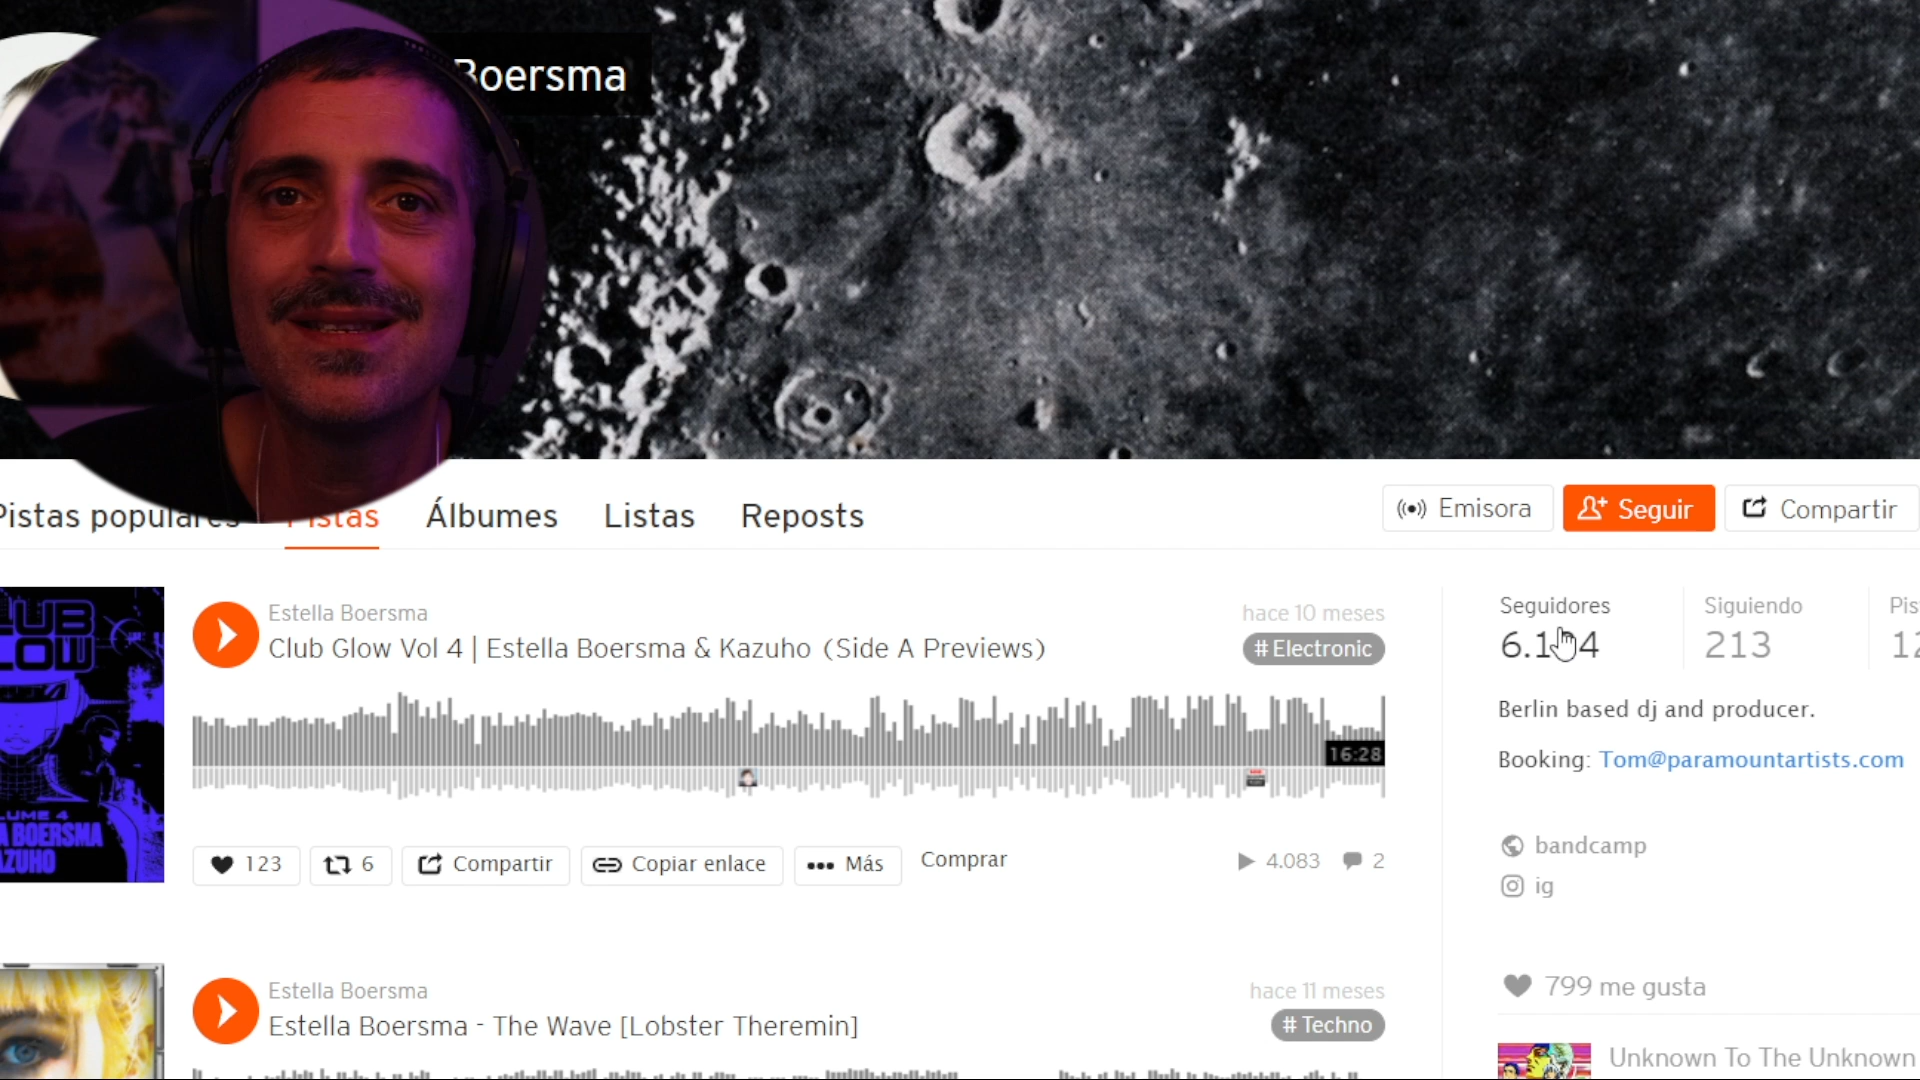 Boersma
Pistas populares
Pistas
Álbumes
Listas
Reposts
Emisora
Seguir
Compartir
Estella Boersma
hace 10 meses
Club Glow Vol 4 | Estella Boersma & Kazuho (Side A Previews)
# Electronic
16:28
123
6
Compartir
Copiar enlace
Más
Comprar
4.083
2
VOLUME 4
BOERSMA
Seguidores
Siguiendo
213
Berlin based dj and producer.
Booking: Tom@paramountartists.com
bandcamp
ig
799 me gusta
Unknown To The Unknown
Estella Boersma
hace 11 meses
Estella Boersma - The Wave [Lobster Theremin]
# Techno